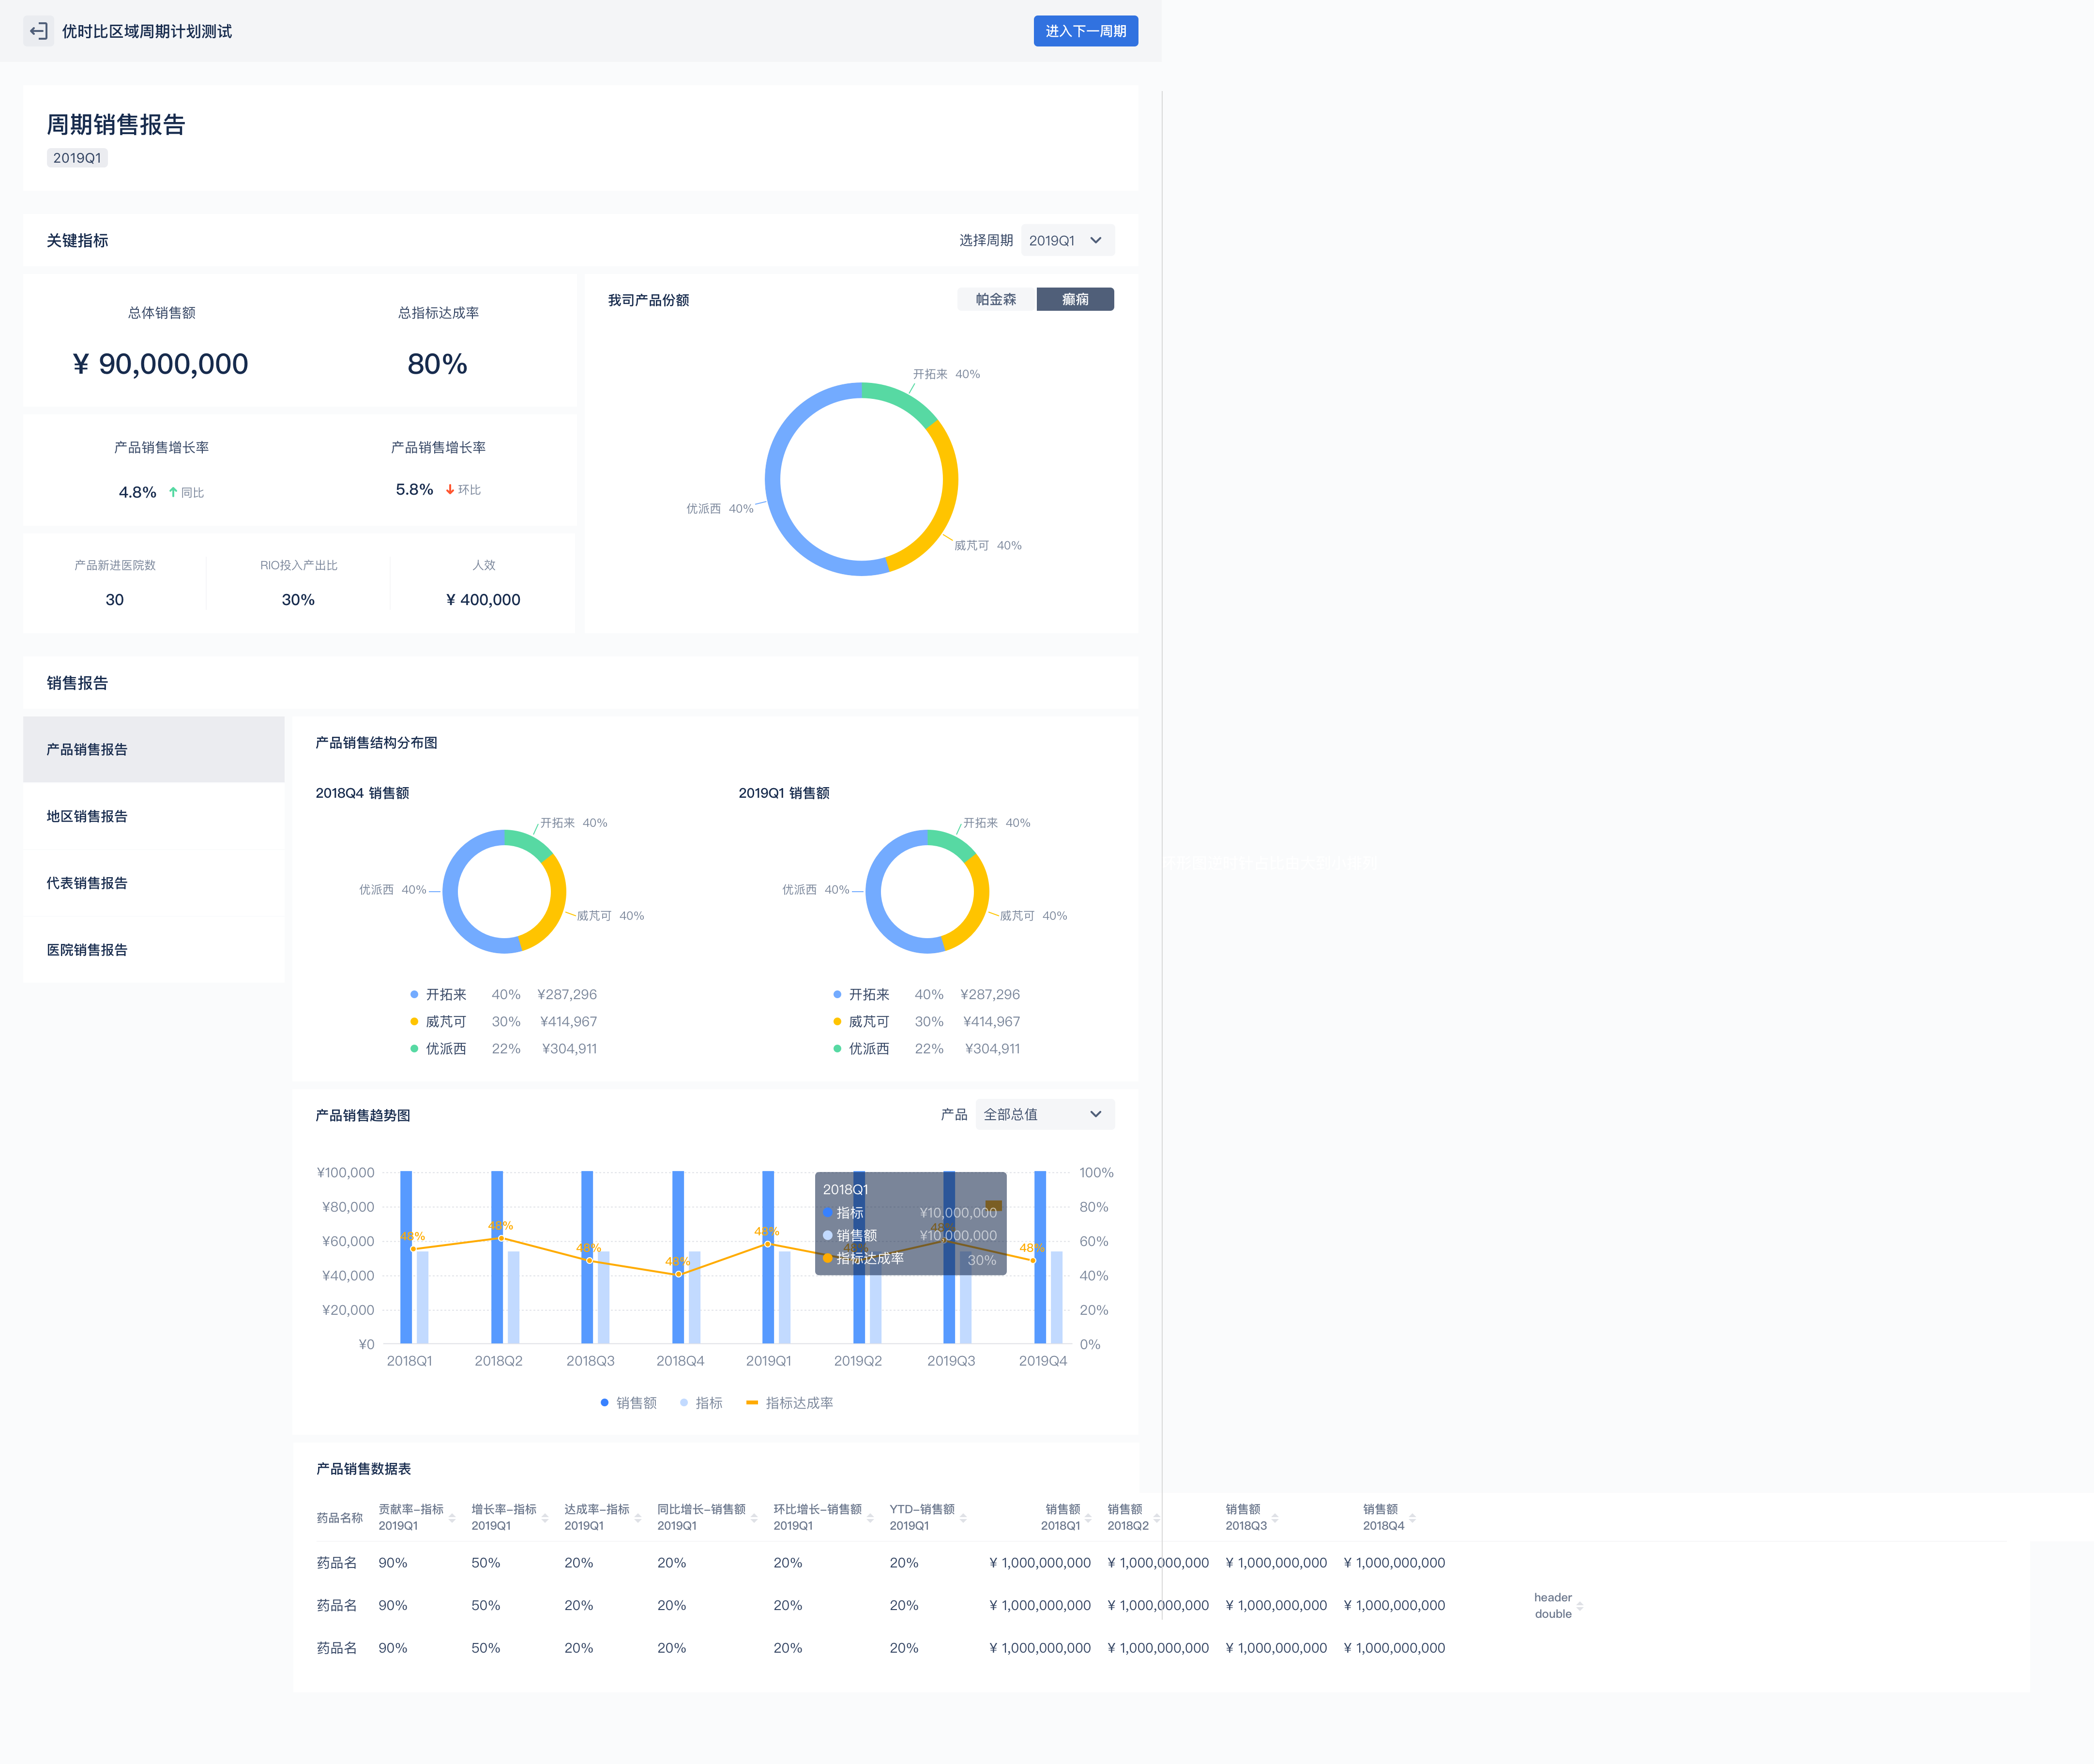 优时比区域周期计划测试
进入下一周期
周期销售报告
2019Q1
关键指标
选择周期 2019Q1
总体销售额 总指标达成率
¥ 90,000,000 80%
产品销售增长率 产品销售增长率
4.8% 同比 5.8% 环比
产品新进医院数 RIO投入产出比 人效
30 30% ¥ 400,000
我司产品份额 帕金森 癫痫
开拓来 40%
优派西 40%
威芃可 40%
销售报告
产品销售报告
地区销售报告
代表销售报告
医院销售报告
产品销售结构分布图
2018Q4 销售额 2019Q1 销售额
开拓来 40% 开拓来 40%
优派西 40% 优派西 40%
威芃可 40% 威芃可 40%
开拓来 40% ¥287,296 开拓来 40% ¥287,296
威芃可 30% ¥414,967 威芃可 30% ¥414,967
优派西 22% ¥304,911 优派西 22% ¥304,911
产品销售趋势图 产品 全部总值
¥100,000 100%
¥80,000 80%
¥60,000 60%
¥40,000 40%
¥20,000 20%
¥0 0%
48% 48% 48% 48% 48% 48% 48% 48%
2018Q1
指标 ¥10,000,000
销售额 ¥10,000,000
指标达成率 30%
2018Q1 2018Q2 2018Q3 2018Q4 2019Q1 2019Q2 2019Q3 2019Q4
销售额 指标 指标达成率
产品销售数据表
药品名称 贡献率-指标 增长率-指标 达成率-指标 同比增长-销售额 环比增长-销售额 YTD-销售额 销售额 销售额 销售额 销售额
2019Q1 2019Q1 2019Q1 2019Q1 2019Q1 2019Q1 2018Q1 2018Q2 2018Q3 2018Q4
药品名 90% 50% 20% 20% 20% 20% ¥ 1,000,000,000 ¥ 1,000,000,000 ¥ 1,000,000,000 ¥ 1,000,000,000
药品名 90% 50% 20% 20% 20% 20% ¥ 1,000,000,000 ¥ 1,000,000,000 ¥ 1,000,000,000 ¥ 1,000,000,000
header
double
药品名 90% 50% 20% 20% 20% 20% ¥ 1,000,000,000 ¥ 1,000,000,000 ¥ 1,000,000,000 ¥ 1,000,000,000